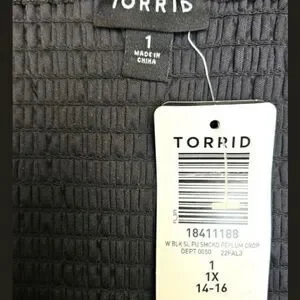 TORRID
1
MADE IN
CHINA
TORRID
18411188
W BLK SL PU SMCKD PEPLUM CROP
DEPT 0050 22FAL3
1
1X
14-16